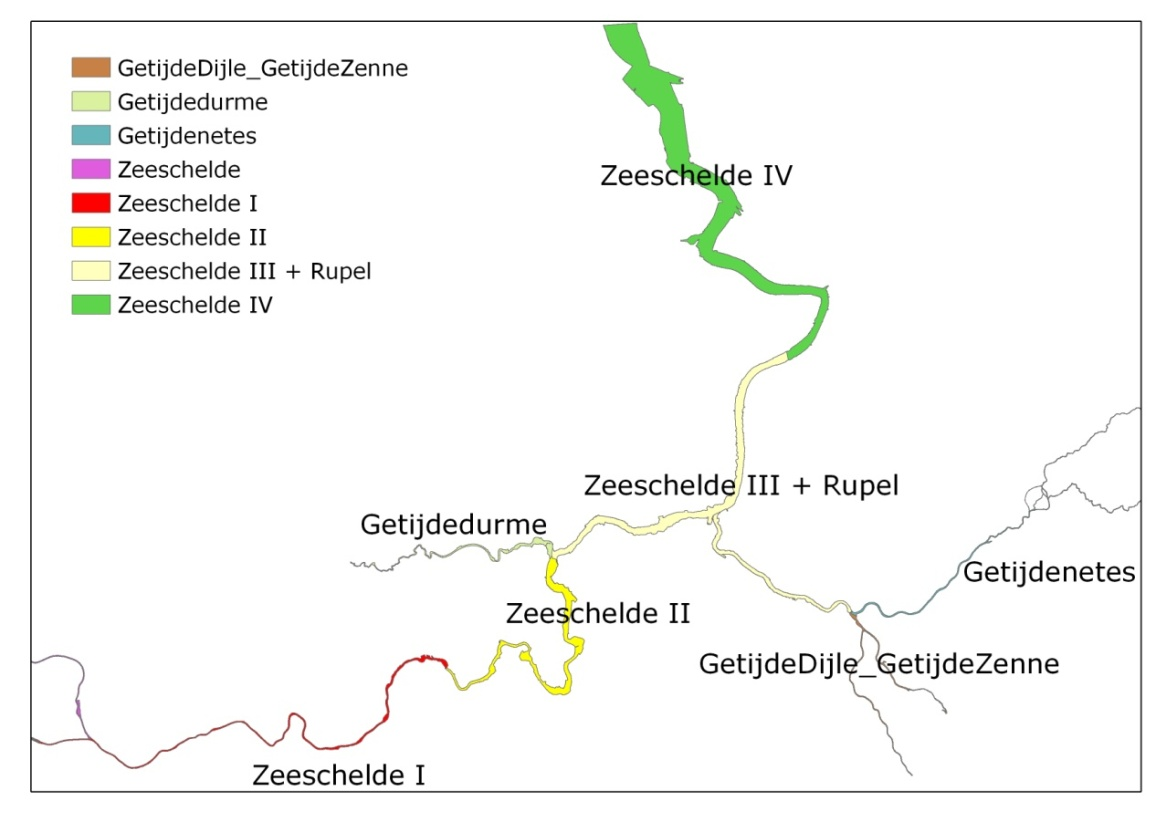 GetijdeDijle_GetijdeZenne
Getijdedurme
Getijdenetes
Zeeschelde
Zeeschelde I
Zeeschelde II
Zeeschelde III + Rupel
Zeeschelde IV
Zeeschelde IV
Zeeschelde III + Rupel
Getijdedurme
Getijdenetes
Zeeschelde II
GetijdeDijle_GetijdeZenne
Zeeschelde I